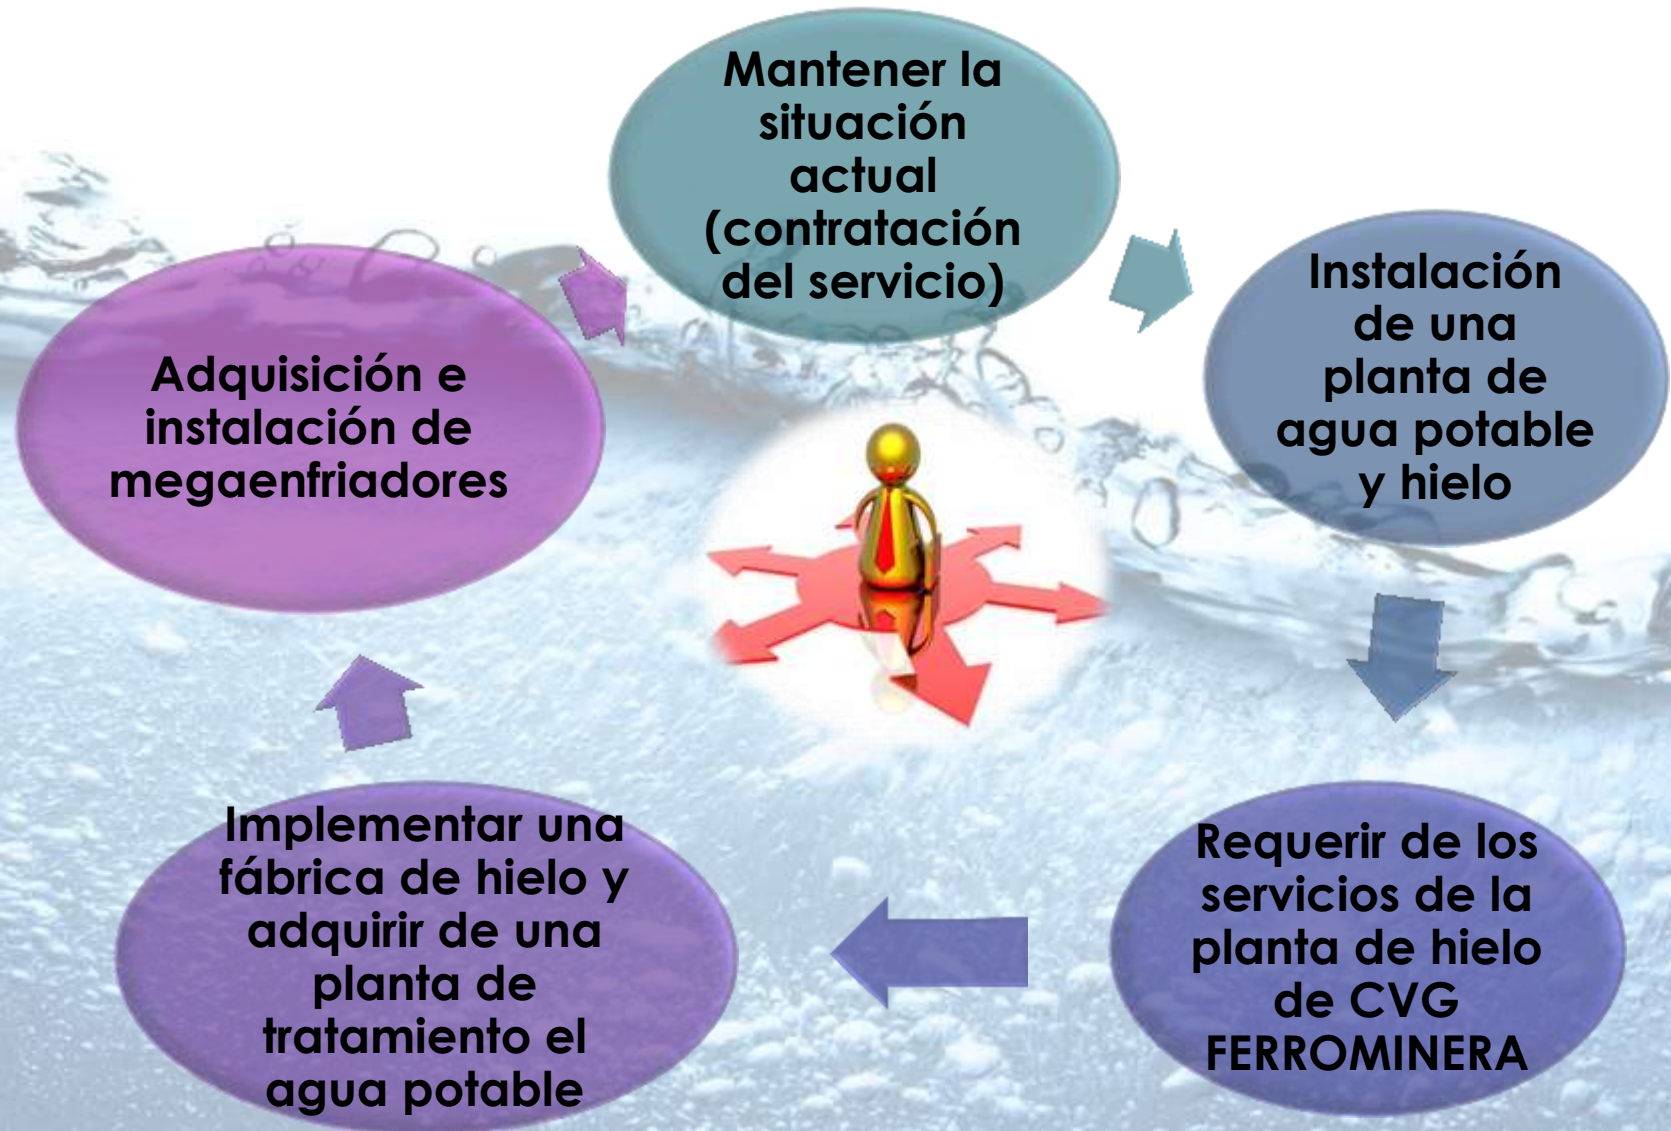 Mantener la
situación
actual
(contratación
del servicio)
Instalación
de una
planta de
agua potable
y hielo
Requerir de los
servicios de la
planta de hielo
de CVG
FERROMINERA
Implementar una
fábrica de hielo y
adquirir de una
planta de
tratamiento el
agua potable
Adquisición e
instalación de
megaenfriadores